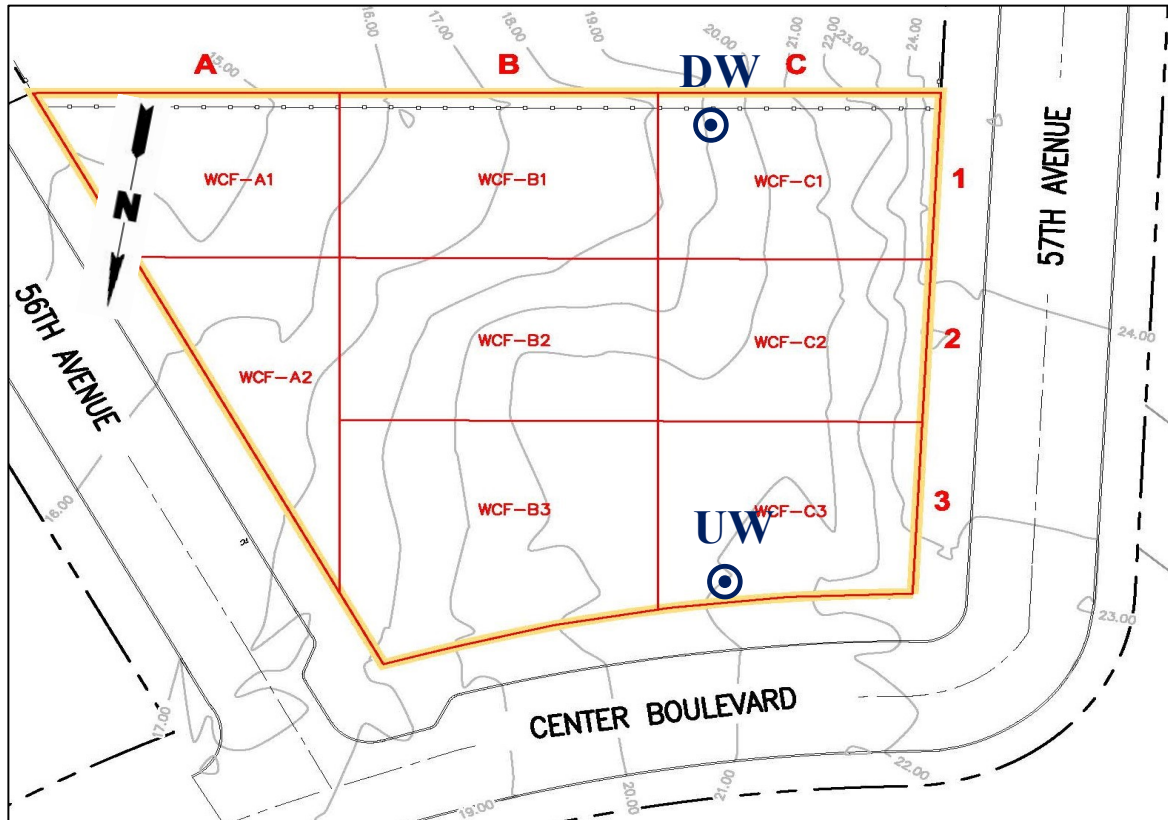 16.00
17.00
18.00
19.00
20.00
21.00
22.00
23.00
24.00
15.00
A
B
C
DW
WCF-A1
WCF-B1
WCF-C1
1
N
57TH AVENUE
56TH AVENUE
WCF-A2
WCF-B2
WCF-C2
2
24.00
16.00
WCF-B3
WCF-C3
3
UW
23.00
17.00
CENTER BOULEVARD
22.00
21.00
20.00
19.00